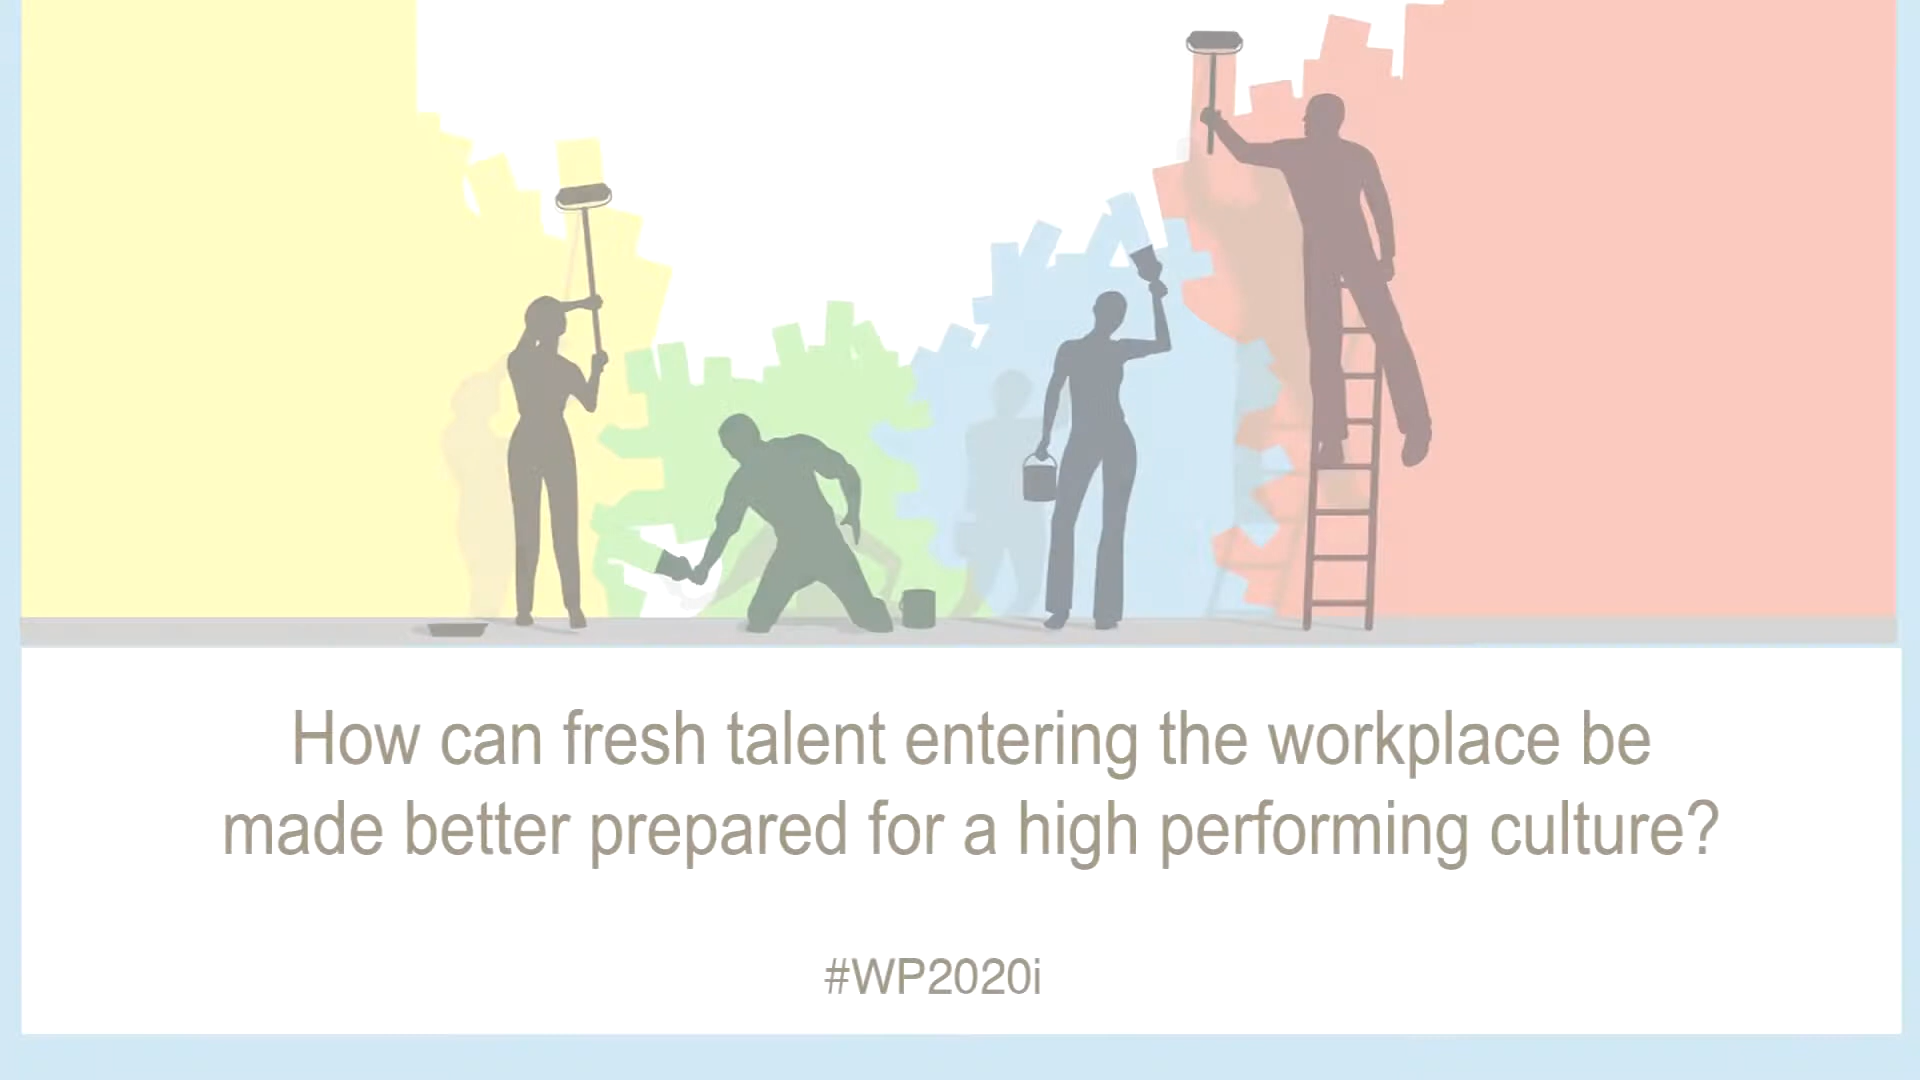 How can fresh talent entering the workplace be
made better prepared for a high performing culture?
#WP2020i